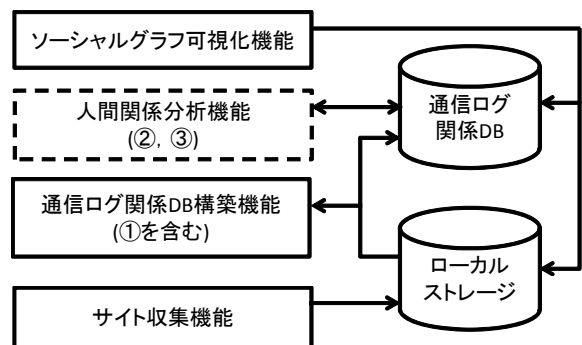 ソーシャルグラフ可視化機能
人間関係分析機能
(②, ③)
通信ログ関係DB構築機能
(①を含む)
サイト収集機能
通信ログ
関係DB
ローカル
ストレージ